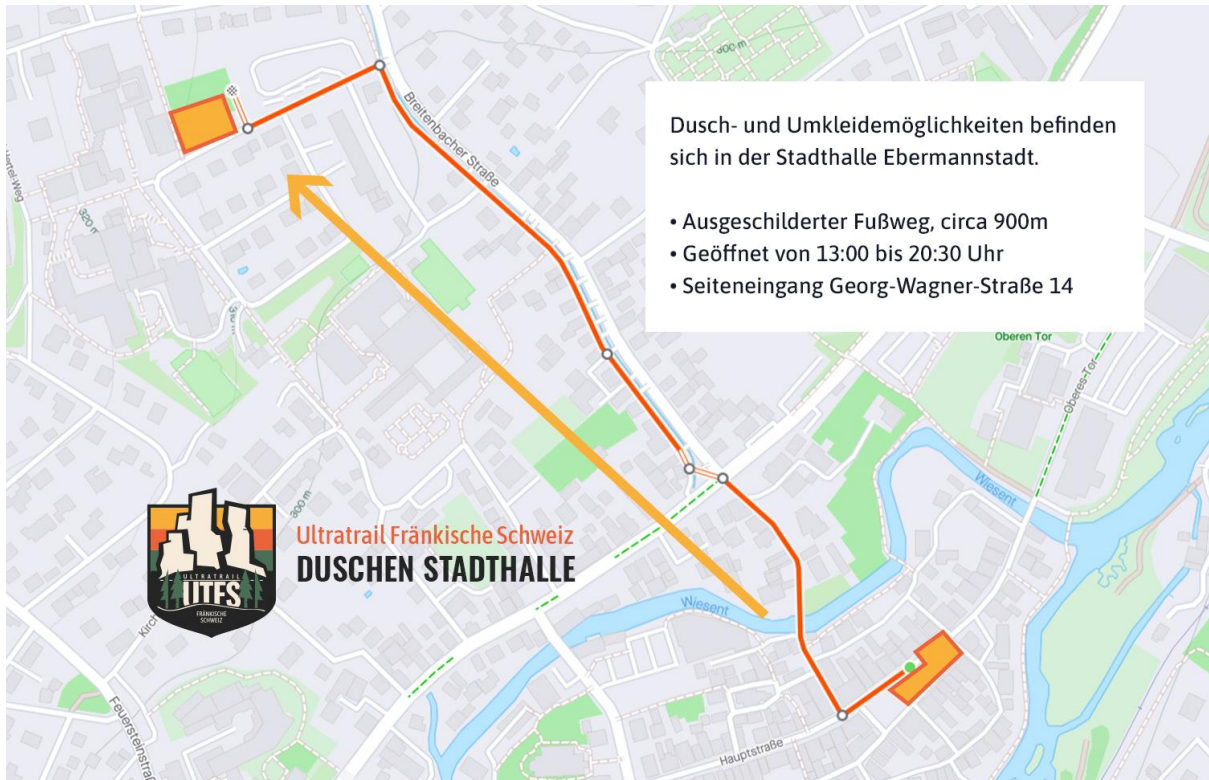 300 m
Breitenbacher Straße
Dusch- und Umkleidemöglichkeiten befinden
sich in der Stadthalle Ebermannstadt.
• Ausgeschilderter Fußweg, circa 900m
• Geöffnet von 13:00 bis 20:30 Uhr
• Seiteneingang Georg-Wagner-Straße 14
320 m
Oberen Tor
Oberes-Tor
Wiesent
300 m
Ultratrail Fränkische Schweiz
DUSCHEN STADTHALLE
ULTRATRAIL
UTFS
FRÄNKISCHE
SCHWEIZ
Wiesent
Hauptstraße